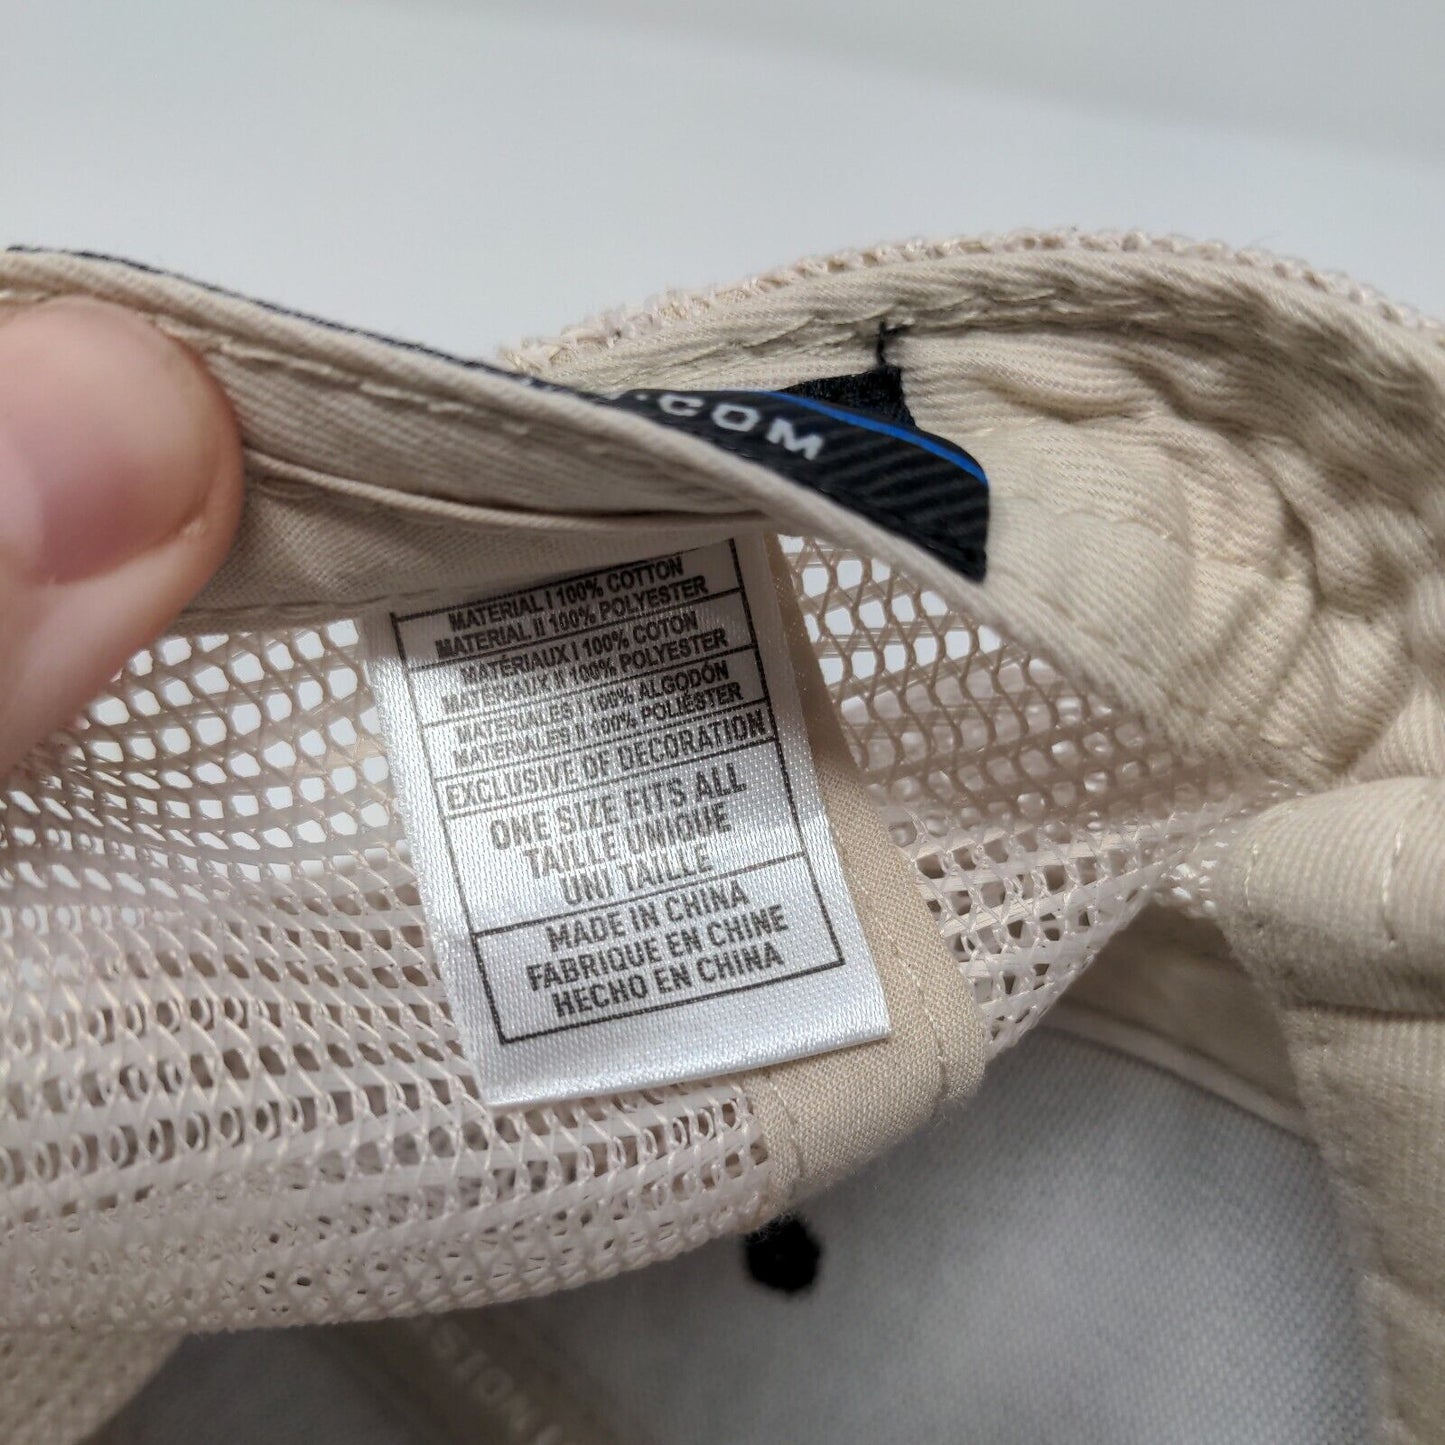 .COM
MATERIAL I 100% COTTON
MATERIAL II 100% POLYESTER
MATÉRIAUX I 100% COTON
MATÉRIAUX II 100% POLYESTER
MATERIALES I 100% ALGODÓN
MATERIALES II 100% POLIÉSTER
EXCLUSIVE OF DECORATION
ONE SIZE FITS ALL
TAILLE UNIQUE
UNI TAILLE
MADE IN CHINA
FABRIQUE EN CHINE
HECHO EN CHINA